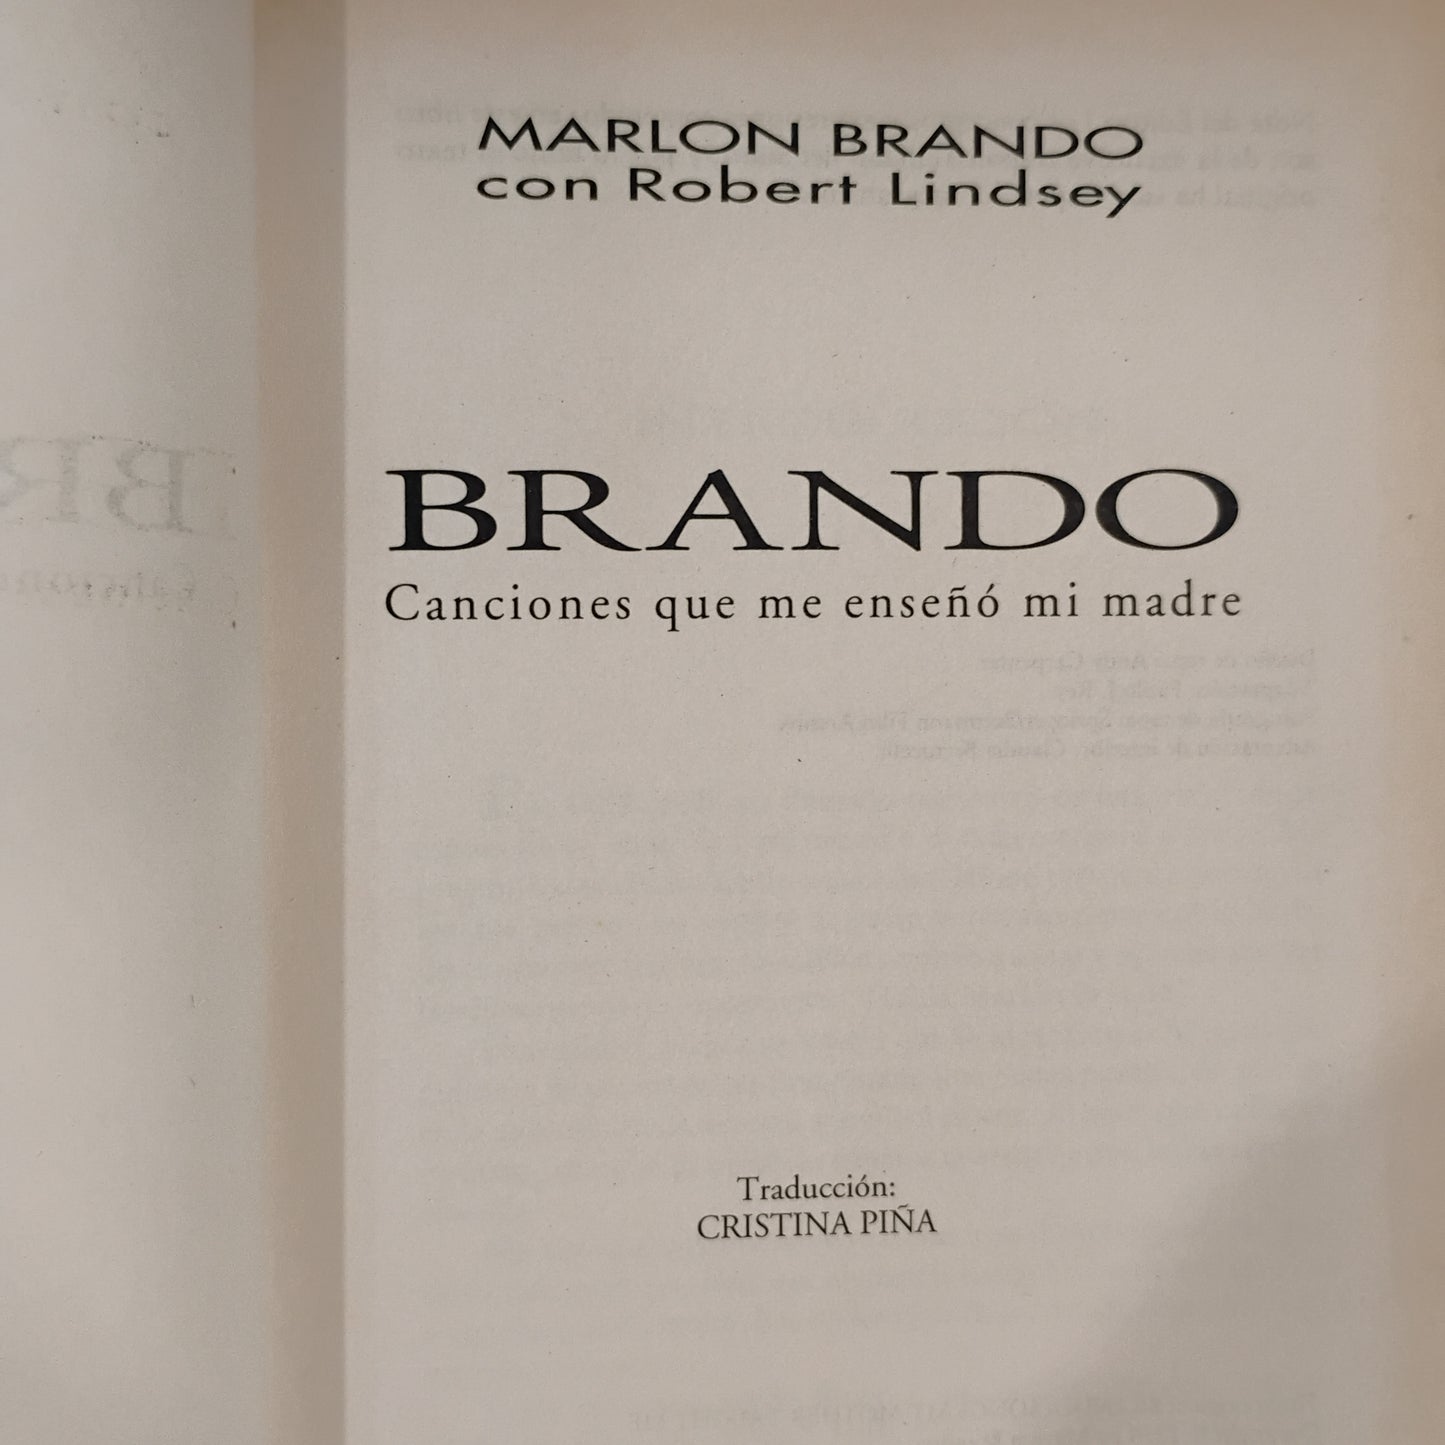 MARLON BRANDO
con Robert Lindsey
BRANDO
Canciones que me enseñó mi madre
Traducción:
CRISTINA PIÑA